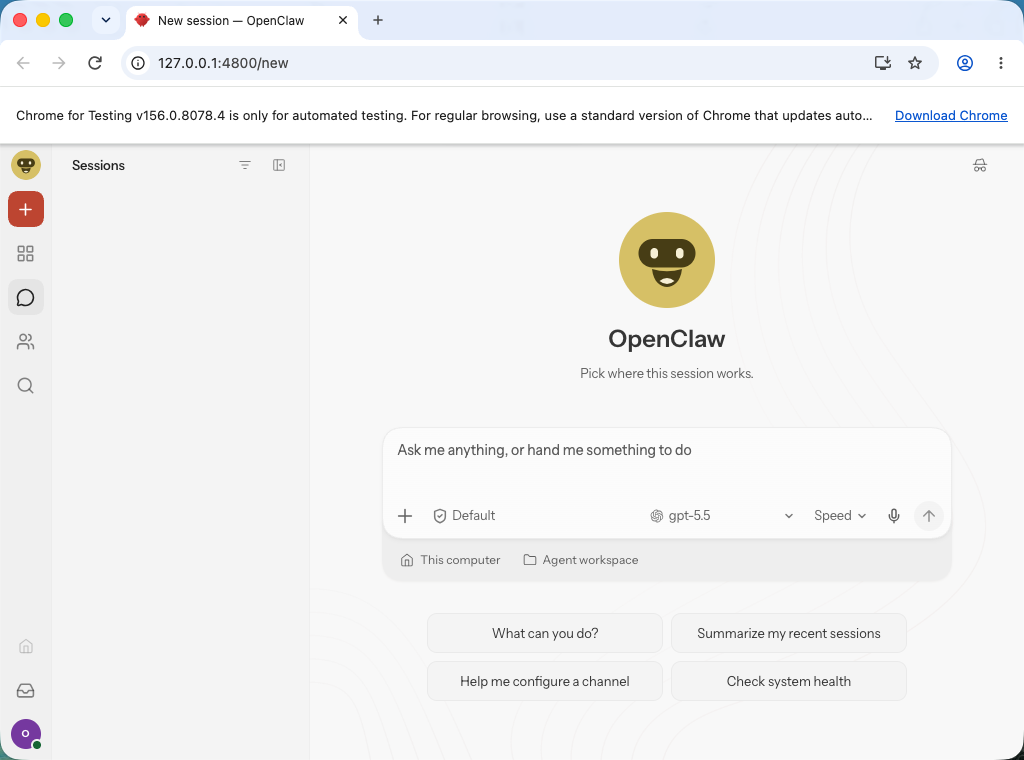 New session — OpenClaw
127.0.0.1:4800/new
Chrome for Testing v156.0.8078.4 is only for automated testing. For regular browsing, use a standard version of Chrome that updates auto...
Download Chrome
Sessions
OpenClaw
Pick where this session works.
Ask me anything, or hand me something to do
Default
gpt-5.5
Speed
This computer
Agent workspace
What can you do?
Summarize my recent sessions
Help me configure a channel
Check system health
O